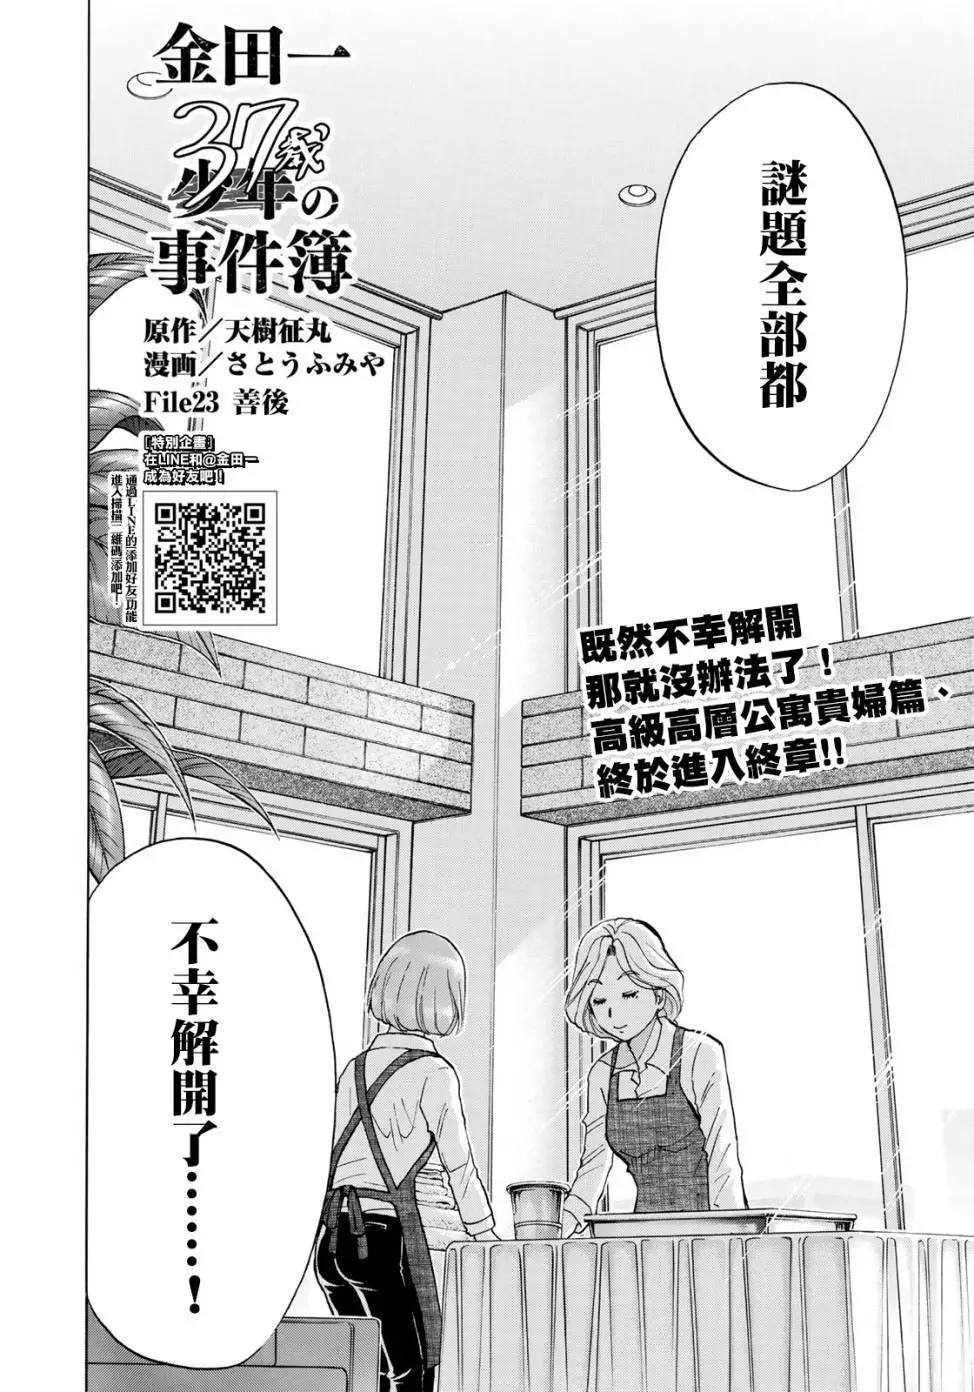 金田一
37歳
少年の
事件簿
原作／天樹征丸
漫画／さとうふみや
File23 善後
［特別企畫］
在LINE和@金田一
成為好友吧！
通過LINE的「添加好友」功能
進入掃描二維碼添加吧！
謎題全部都
既然不幸解開
那就沒辦法了！
高級高層公寓貴婦篇、
終於進入終章!!
不幸解開了………！